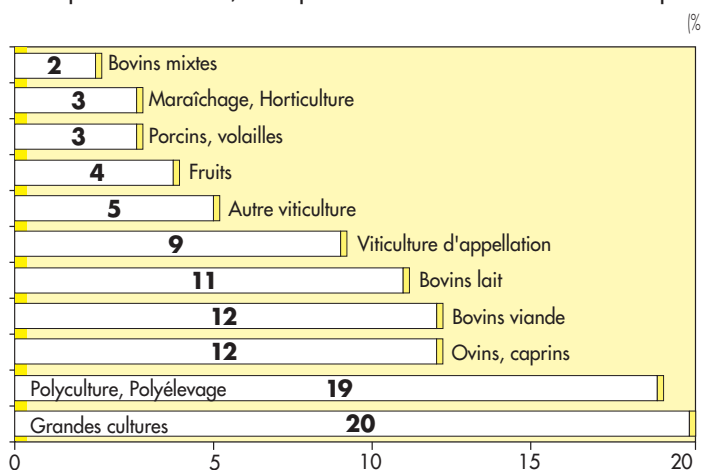 (%
2 Bovins mixtes
3 Maraîchage, Horticulture
3 Porcins, volailles
4 Fruits
5 Autre viticulture
9 Viticulture d'appellation
11 Bovins lait
12 Bovins viande
12 Ovins, caprins
Polyculture, Polyélevage 19
Grandes cultures 20
0 5 10 15 20